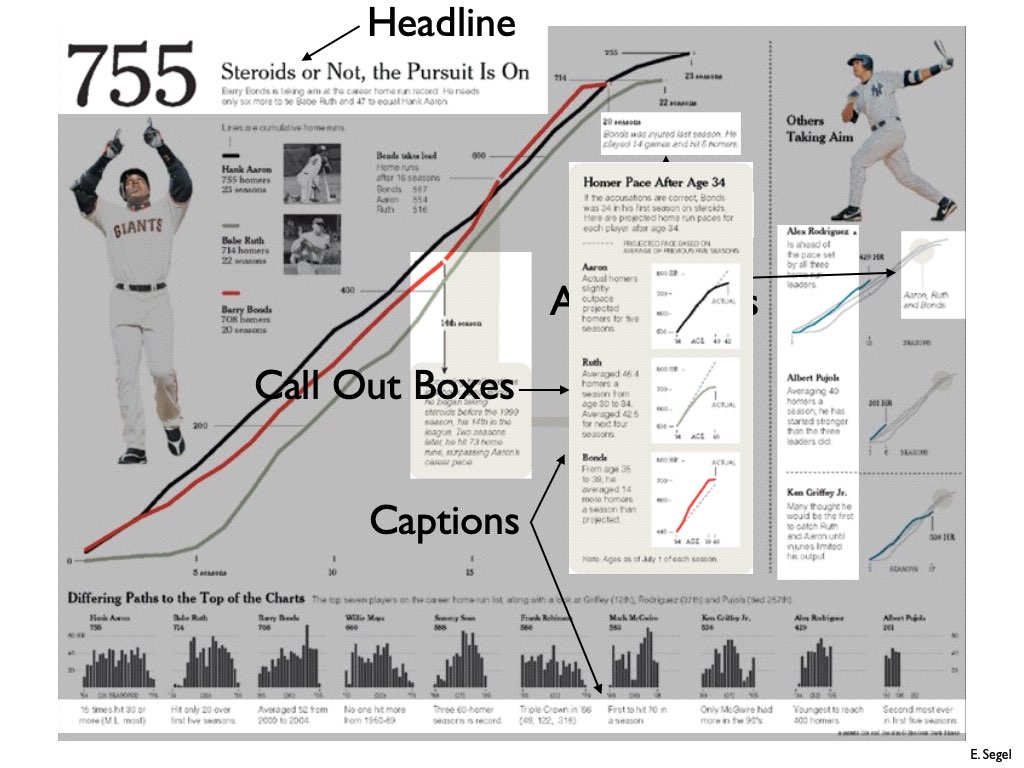 Headline
755
Steroids or Not, the Pursuit Is On
Barry Bonds is taking aim at the career home run record. He needs
only six more to tie Babe Ruth and 47 to equal Hank Aaron.
Lines are cumulative home runs.
Hank Aaron
755 homers
23 seasons
Babe Ruth
714 homers
22 seasons
Barry Bonds
708 homers
20 seasons
Bonds takes lead
Home runs
after 16 seasons
Bonds 567
Aaron 554
Ruth 516
755
714
600
400
200
0
23 seasons
22 seasons
20 seasons
Bonds was injured last season. He
played 14 games and hit 5 homers.
14th season
he began taking
steroids before the 1999
season, his 14th in the
league. Two seasons
later, he hit 73 home
runs, surpassing Aaron's
career pace.
5 seasons
10
15
Call Out Boxes
Captions
Homer Pace After Age 34
If the accusations are correct, Bonds
was 34 in his first season on steroids.
Here are projected home run paces for
each player after age 34.
PROJECTED PACE BASED ON
AVERAGE OF PREVIOUS FIVE SEASONS
Aaron
Actual homers
slightly
outpace
projected
homers for five
seasons.
800 HR
700
600
ACTUAL
34 AGE 40 42
Ruth
Averaged 46.4
homers a
season from
age 30 to 34.
Averaged 42.5
for next four
seasons.
800 HR
700
600
ACTUAL
34 AGE 40
Bonds
From age 35
to 39, he
averaged 14
more homers
a season than
projected.
800 HR
700
445
ACTUAL
34 AGE 39 40
Note: Ages as of July 1 of each season.
Others
Taking Aim
Alex Rodriguez
Is ahead of
the pace set
by all three
leaders.
429 HR
1 12 SEASONS
Aaron, Ruth
and Bonds
Albert Pujols
Averaging 40
homers a
season, he has
started stronger
than the three
leaders did.
201 HR
SEASONS
Ken Griffey Jr.
Many thought he
would be the first
to catch Ruth
and Aaron until
injuries limited
his output.
536 HR
1 SEASONS 17
Differing Paths to the Top of the Charts The top seven players on the career home run list, along with a look at Griffey (12th), Rodriguez (37th) and Pujols (tied 257th).
Hank Aaron
755
Babe Ruth
714
Barry Bonds
708
Willie Mays
660
Sammy Sosa
588
Frank Robinson
586
Mark McGwire
583
Ken Griffey Jr.
536
Alex Rodriguez
429
Albert Pujols
201
60 HR
40
20
60
40
20
15 times hit 30 or
more (M.L. most)
Hit only 20 over
first five seasons.
Averaged 52 from
2000 to 2004.
No one hit more
from 1950-69.
Three 60-homer
seasons is record.
Triple Crown in '66
(49, 122, .316)
First to hit 70 in
a season.
Only McGwire had
more in the 90's.
Youngest to reach
400 homers
Second most ever
in first five seasons
E. Segel